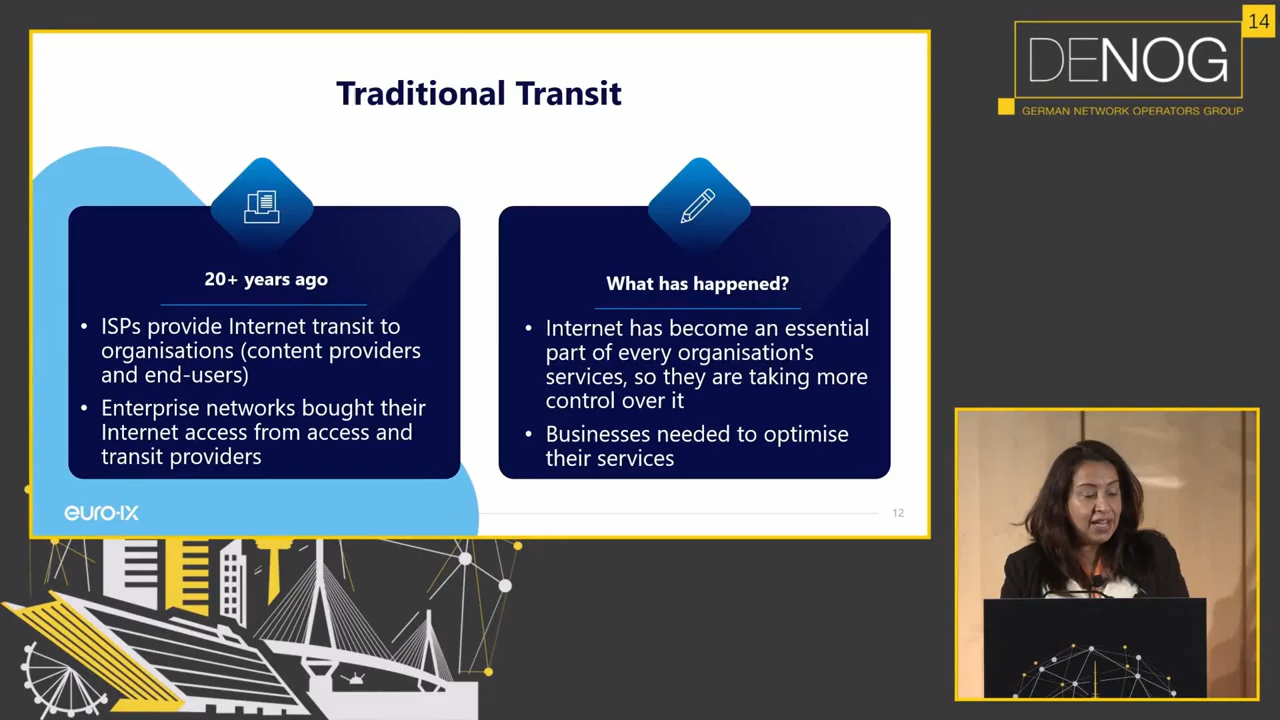 14
DENOG
GERMAN NETWORK OPERATORS GROUP
Traditional Transit
20+ years ago
• ISPs provide Internet transit to
organisations (content providers
and end-users)
• Enterprise networks bought their
Internet access from access and
transit providers
What has happened?
• Internet has become an essential
part of every organisation's
services, so they are taking more
control over it
• Businesses needed to optimise
their services
euro-ix
12